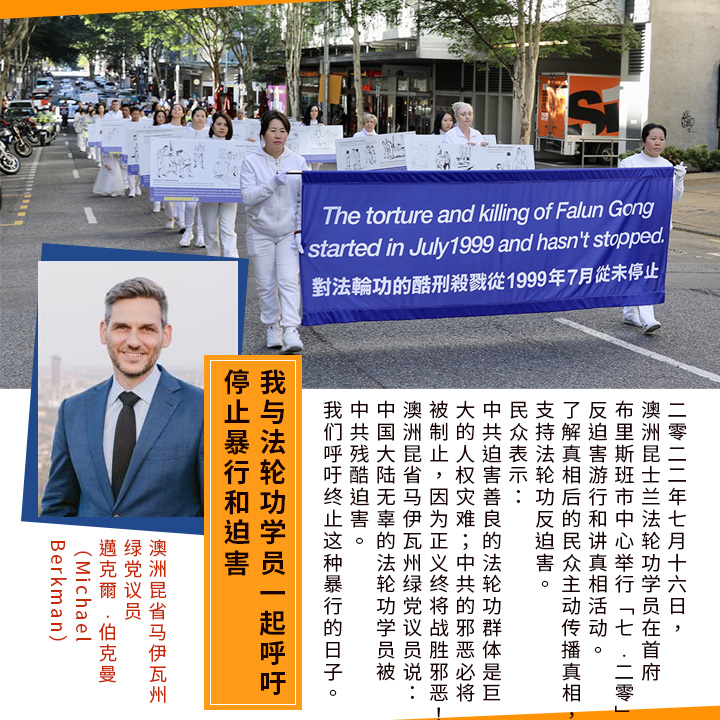 The torture and killing of Falun Gong
started in July1999 and hasn't stopped.
對法輪功的酷刑殺戮從1999年7月從未停止
二零二二年七月十六日，
澳洲昆士兰法轮功学员在首府
布里斯班市中心举行「七．二零」
反迫害游行和讲真相活动。
了解真相后的民众主动传播真相，
支持法轮功反迫害。
民众表示：
中共迫害善良的法轮功群体是巨
大的人权灾难；中共的邪恶必将
被制止，因为正义终将战胜邪恶！
澳洲昆省马伊瓦州绿党议员说：
中国大陆无辜的法轮功学员被
中共残酷迫害。
我们呼吁终止这种暴行的日子。
我与法轮功学员一起呼吁
停止暴行和迫害
澳洲昆省马伊瓦州
绿党议员
邁克爾．伯克曼
（Michael
Berkman）